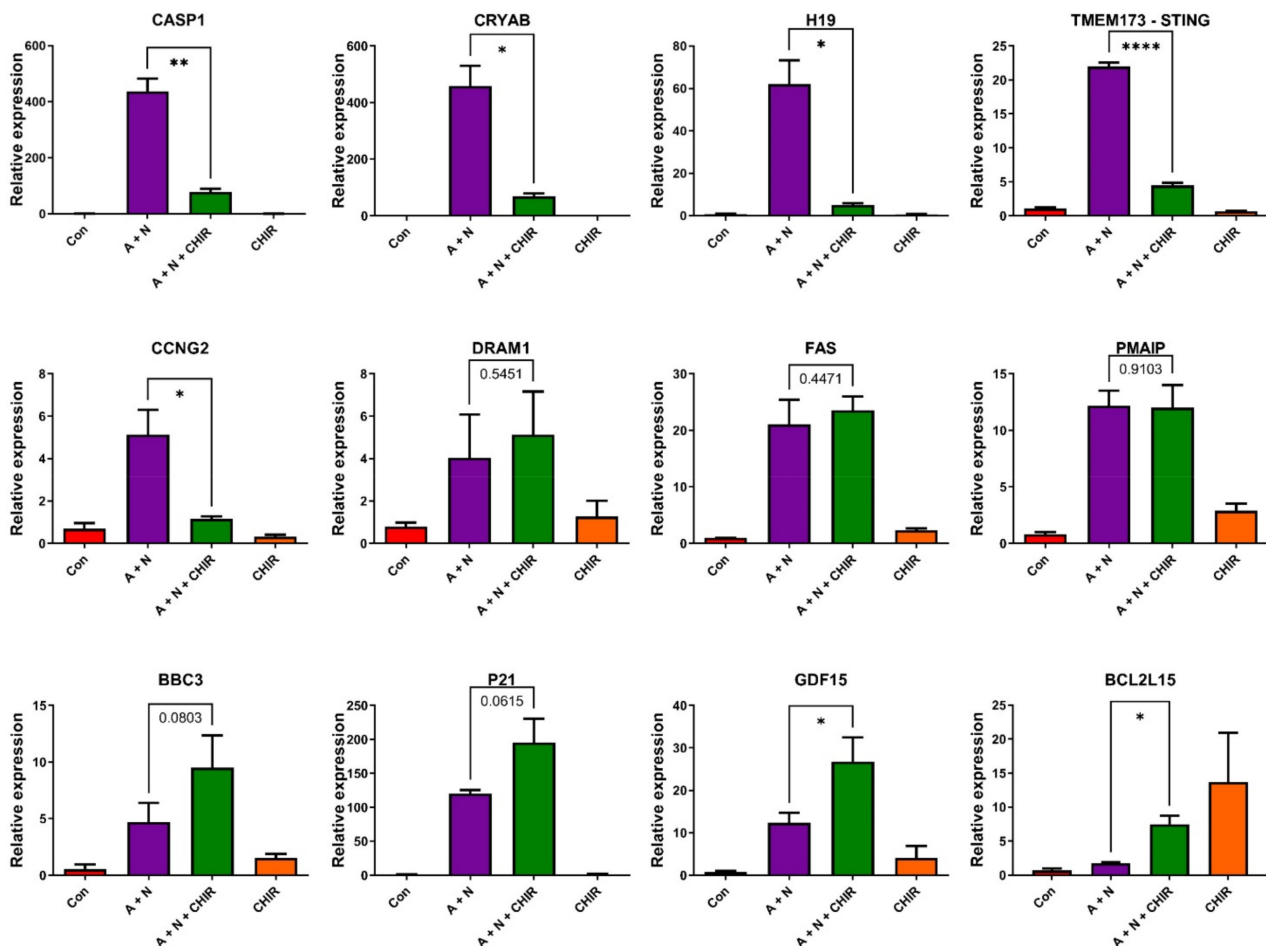 CASP1
Relative expression
600
400
200
0
**
Con
A + N
A + N + CHIR
CHIR
CRYAB
Relative expression
600
400
200
0
*
Con
A + N
A + N + CHIR
CHIR
H19
Relative expression
80
60
40
20
0
*
Con
A + N
A + N + CHIR
CHIR
TMEM173 - STING
Relative expression
25
20
15
10
5
0
****
Con
A + N
A + N + CHIR
CHIR
CCNG2
Relative expression
8
6
4
2
0
*
Con
A + N
A + N + CHIR
CHIR
DRAM1
Relative expression
8
6
4
2
0
0.5451
Con
A + N
A + N + CHIR
CHIR
FAS
Relative expression
30
20
10
0
0.4471
Con
A + N
A + N + CHIR
CHIR
PMAIP
Relative expression
15
10
5
0
0.9103
Con
A + N
A + N + CHIR
CHIR
BBC3
Relative expression
15
10
5
0
0.0803
Con
A + N
A + N + CHIR
CHIR
P21
Relative expression
250
200
150
100
50
0
0.0615
Con
A + N
A + N + CHIR
CHIR
GDF15
Relative expression
40
30
20
10
0
*
Con
A + N
A + N + CHIR
CHIR
BCL2L15
Relative expression
25
20
15
10
5
0
*
Con
A + N
A + N + CHIR
CHIR